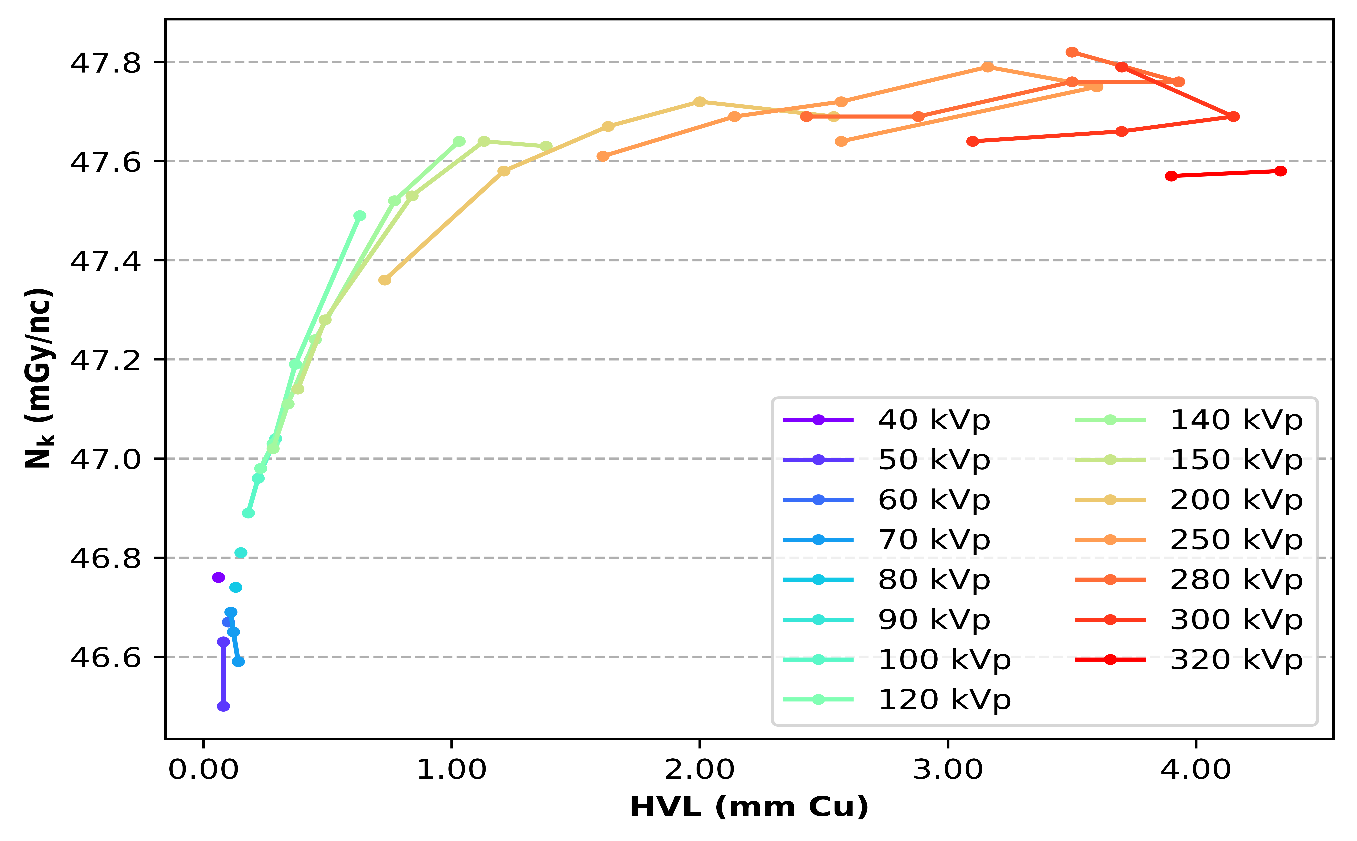 47.8
47.6
47.4
47.2
47.0
46.8
46.6
Nk (mGy/nc)
40 kVp
50 kVp
60 kVp
70 kVp
80 kVp
90 kVp
100 kVp
120 kVp
140 kVp
150 kVp
200 kVp
250 kVp
280 kVp
300 kVp
320 kVp
0.00 1.00 2.00 3.00 4.00
HVL (mm Cu)